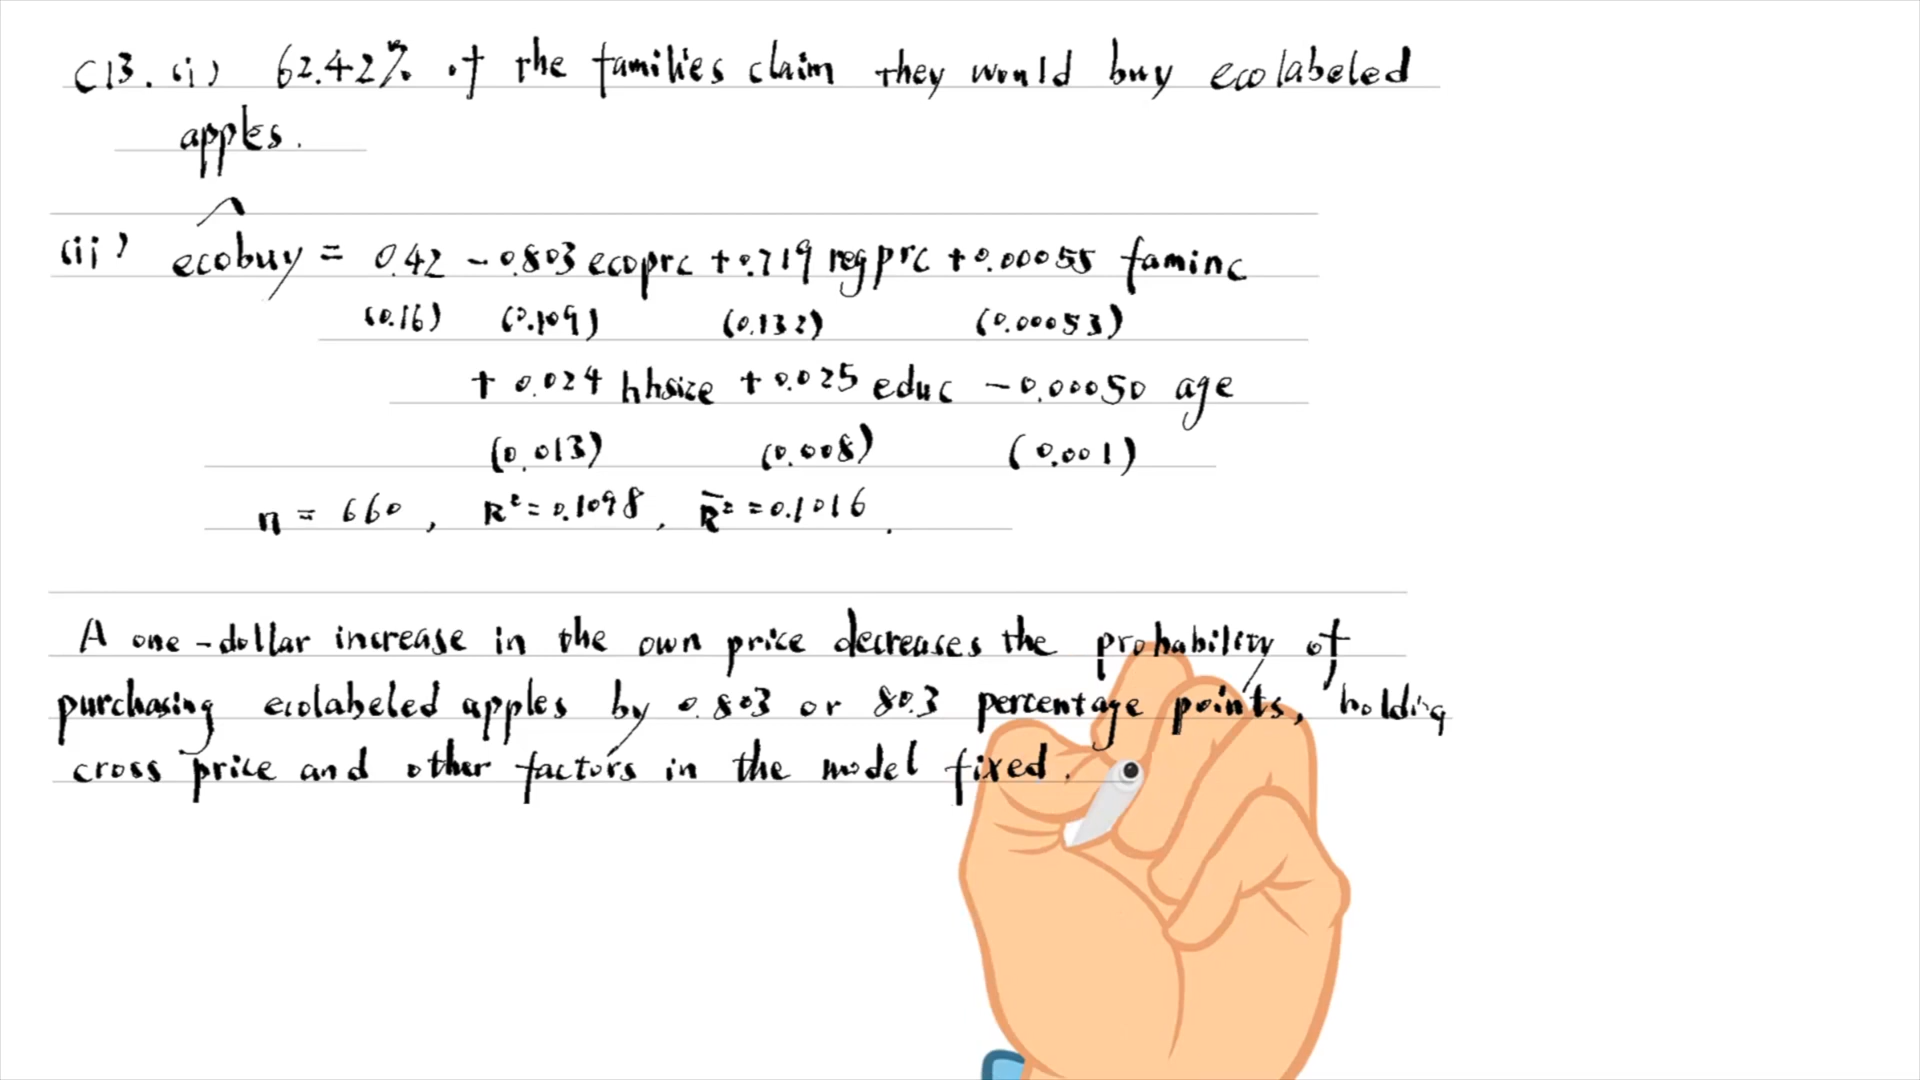 C13. (i) 62.42% of the families claim they would buy ecolabeled
apples.
(ii) ecobuy = 0.42 - 0.803 ecoprc + 0.719 regprc + 0.00055 faminc
(0.16) (0.109) (0.132) (0.00053)
+ 0.024 hhsize + 0.025 educ - 0.00050 age
(0.013) (0.008) (0.001)
n = 660, R² = 0.1098, R̄² = 0.1016.
A one-dollar increase in the own price decreases the probability of
purchasing ecolabeled apples by 0.803 or 80.3 percentage points, holding
cross price and other factors in the model fixed.